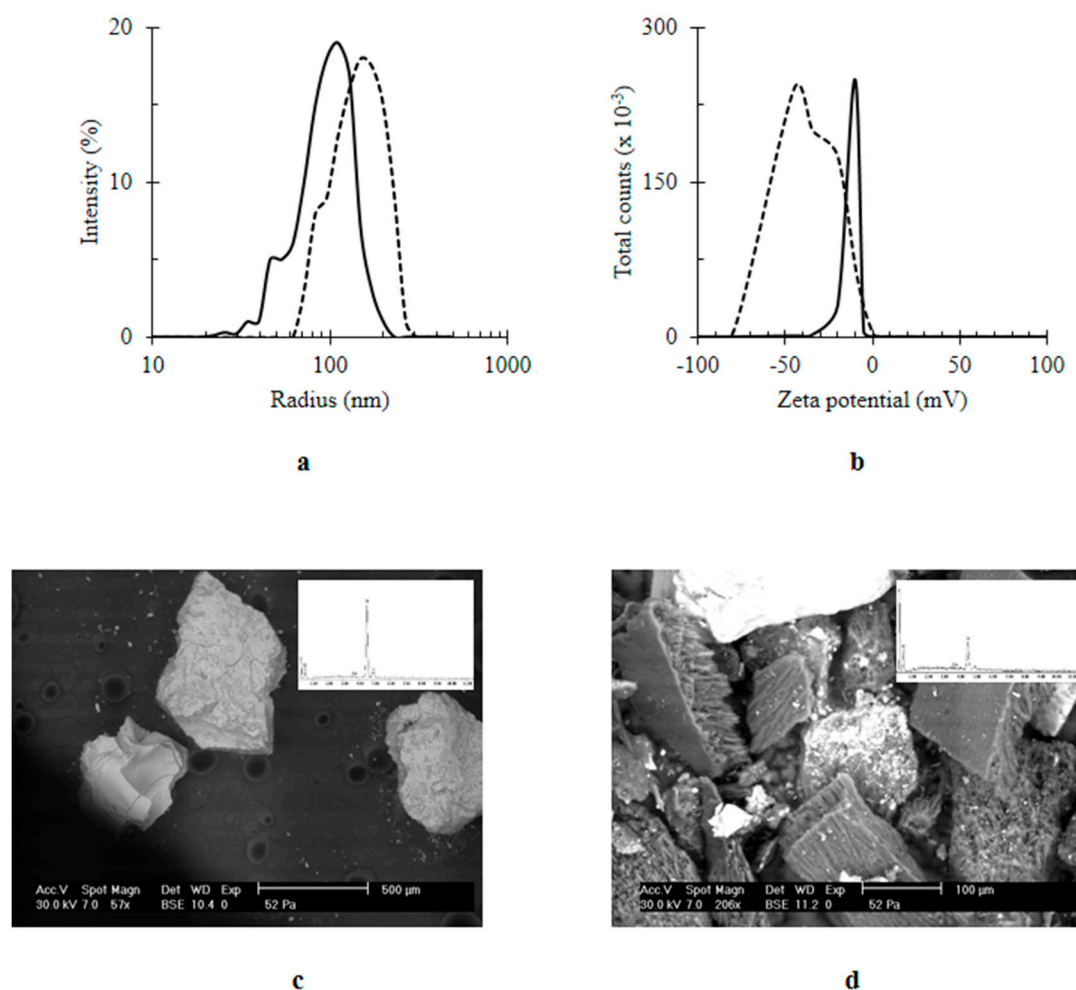 20
10
0
Intensity (%)
10 100 1000
Radius (nm)
a
300
150
0
Total counts (x 10⁻³)
-100 -50 0 50 100
Zeta potential (mV)
b
Acc.V Spot Magn Det WD Exp 500 µm
30.0 kV 7.0 57x BSE 10.4 0 52 Pa
c
Acc.V Spot Magn Det WD Exp 100 µm
30.0 kV 7.0 206x BSE 11.2 0 52 Pa
d